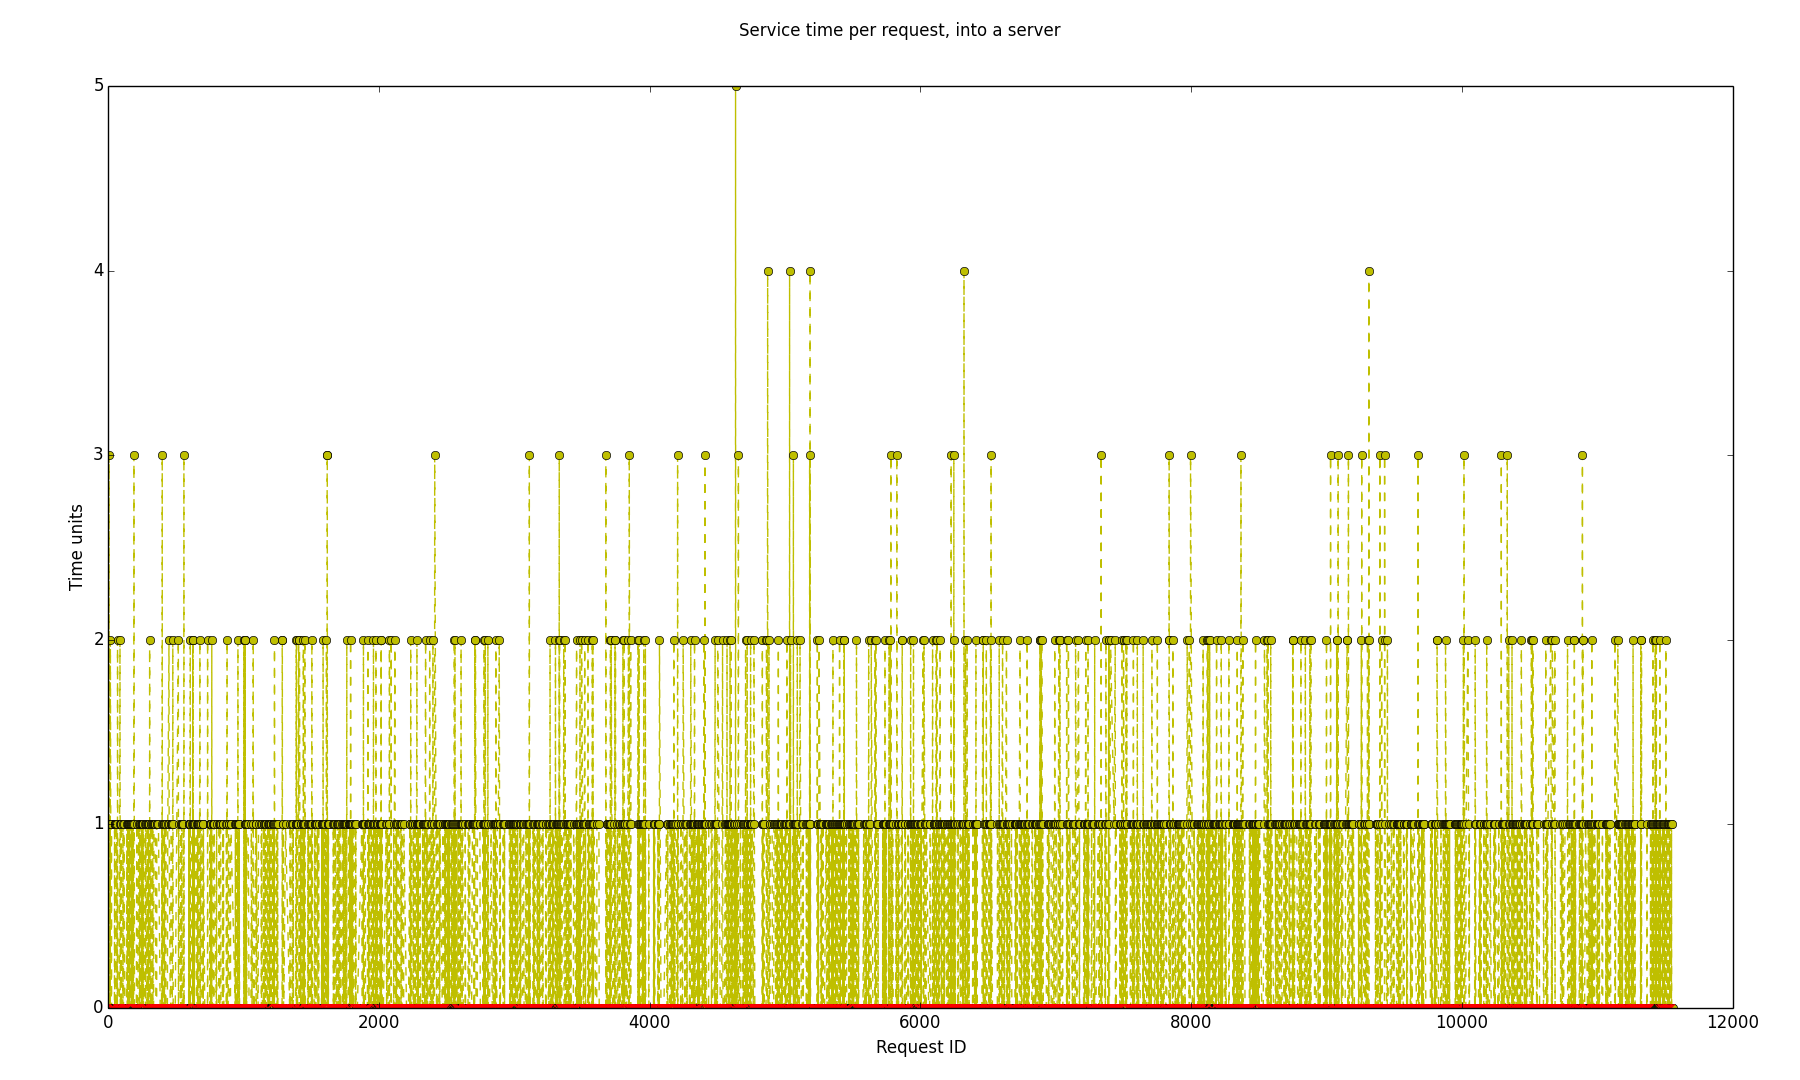 Service time per request, into a server
5
4
3
2
1
0
Time units
0 2000 4000 6000 8000 10000 12000
Request ID